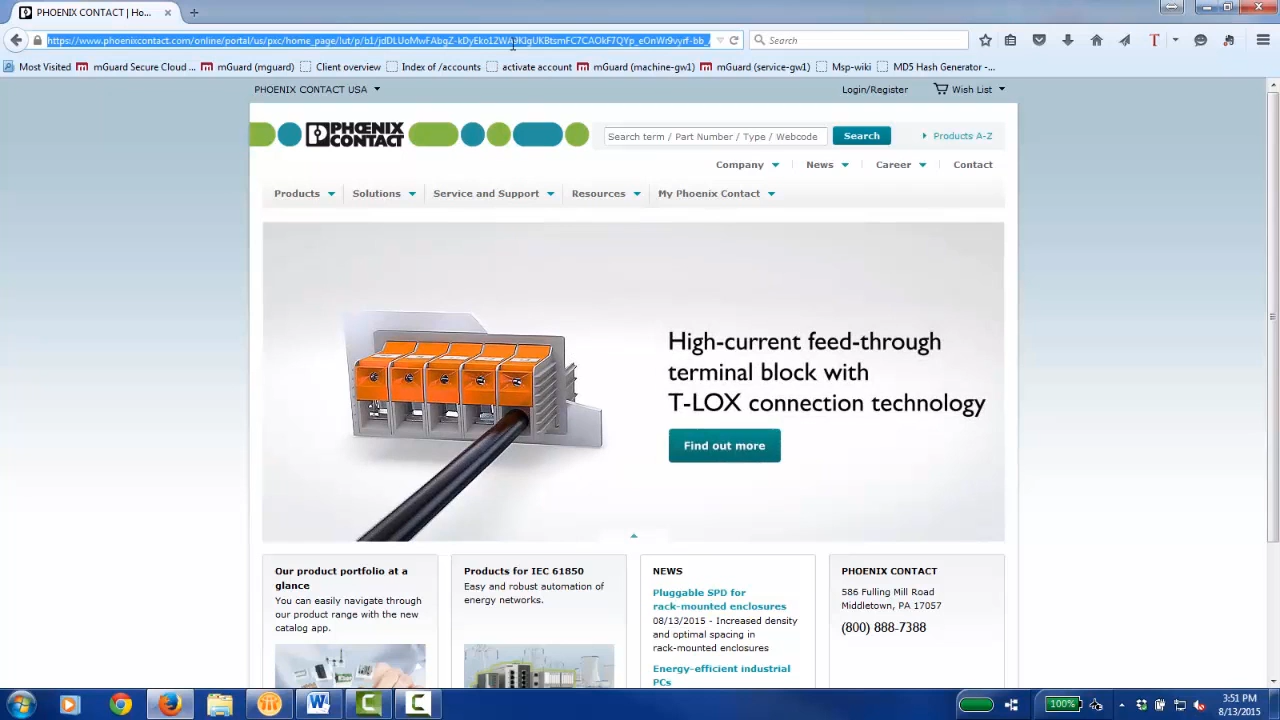 PHOENIX CONTACT | Ho...
Search
Most Visited mGuard Secure Cloud ... mGuard (mguard) Client overview Index of /accounts activate account mGuard (machine-gw1) mGuard (service-gw1) Msp-wiki MD5 Hash Generator -...
PHOENIX CONTACT USA Login/Register Wish List
PHŒNIX
CONTACT
Search term / Part Number / Type / Webcode Search Products A-Z
Company News Career Contact
Products Solutions Service and Support Resources My Phoenix Contact
High-current feed-through
terminal block with
T-LOX connection technology
Find out more
Our product portfolio at a
glance
You can easily navigate through
our product range with the new
catalog app.
Products for IEC 61850
Easy and robust automation of
energy networks.
NEWS
Pluggable SPD for
rack-mounted enclosures
08/13/2015 - Increased density
and optimal spacing in
rack-mounted enclosures
Energy-efficient industrial
PCs
PHOENIX CONTACT
586 Fulling Mill Road
Middletown, PA 17057
(800) 888-7388
100%
3:51 PM
8/13/2015